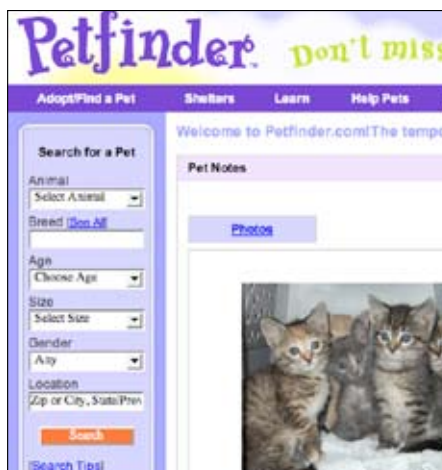 Petfinder. Don't miss
Adopt/Find a Pet Shelters Learn Help Pets
Welcome to Petfinder.com!The tempo
Search for a Pet
Pet Notes
Animal
Select Animal
Breed [See All]
Photos
Age
Choose Age
Size
Select Size
Gender
Any
Location
Zip or City, State/Prov
Search
[Search Tips]